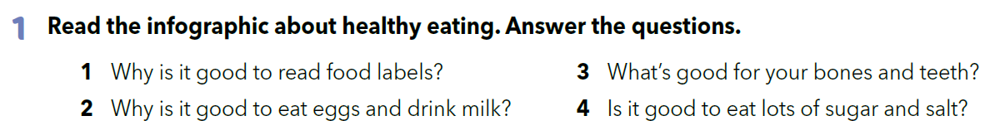 1 Read the infographic about healthy eating. Answer the questions.
1 Why is it good to read food labels?
2 Why is it good to eat eggs and drink milk?
3 What's good for your bones and teeth?
4 Is it good to eat lots of sugar and salt?